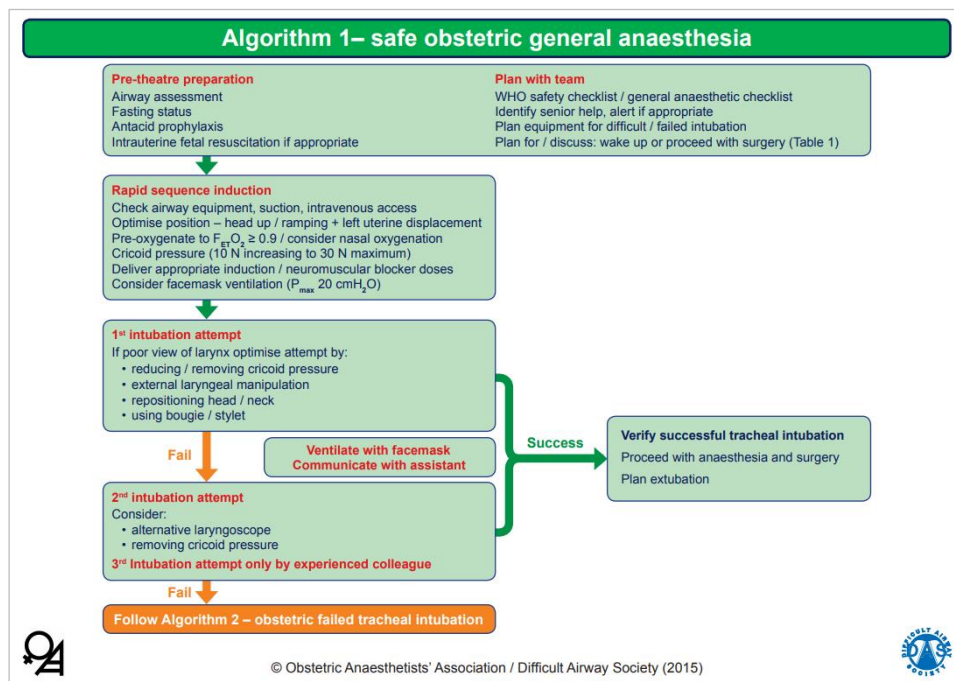 Algorithm 1– safe obstetric general anaesthesia
Pre-theatre preparation
Airway assessment
Fasting status
Antacid prophylaxis
Intrauterine fetal resuscitation if appropriate
Plan with team
WHO safety checklist / general anaesthetic checklist
Identify senior help, alert if appropriate
Plan equipment for difficult / failed intubation
Plan for / discuss: wake up or proceed with surgery (Table 1)
Rapid sequence induction
Check airway equipment, suction, intravenous access
Optimise position – head up / ramping + left uterine displacement
Pre-oxygenate to FETO2 ≥ 0.9 / consider nasal oxygenation
Cricoid pressure (10 N increasing to 30 N maximum)
Deliver appropriate induction / neuromuscular blocker doses
Consider facemask ventilation (Pmax 20 cmH2O)
1st intubation attempt
If poor view of larynx optimise attempt by:
• reducing / removing cricoid pressure
• external laryngeal manipulation
• repositioning head / neck
• using bougie / stylet
Fail
Ventilate with facemask
Communicate with assistant
Success
Verify successful tracheal intubation
Proceed with anaesthesia and surgery
Plan extubation
2nd intubation attempt
Consider:
• alternative laryngoscope
• removing cricoid pressure
3rd Intubation attempt only by experienced colleague
Fail
Follow Algorithm 2 – obstetric failed tracheal intubation
OAA
© Obstetric Anaesthetists' Association / Difficult Airway Society (2015)
DIFFICULT AIRWAY
DAS
SOCIETY